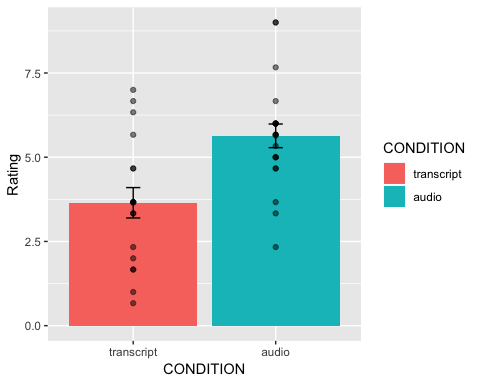 7.5
5.0
2.5
0.0
Rating
transcript audio
CONDITION
CONDITION
transcript
audio